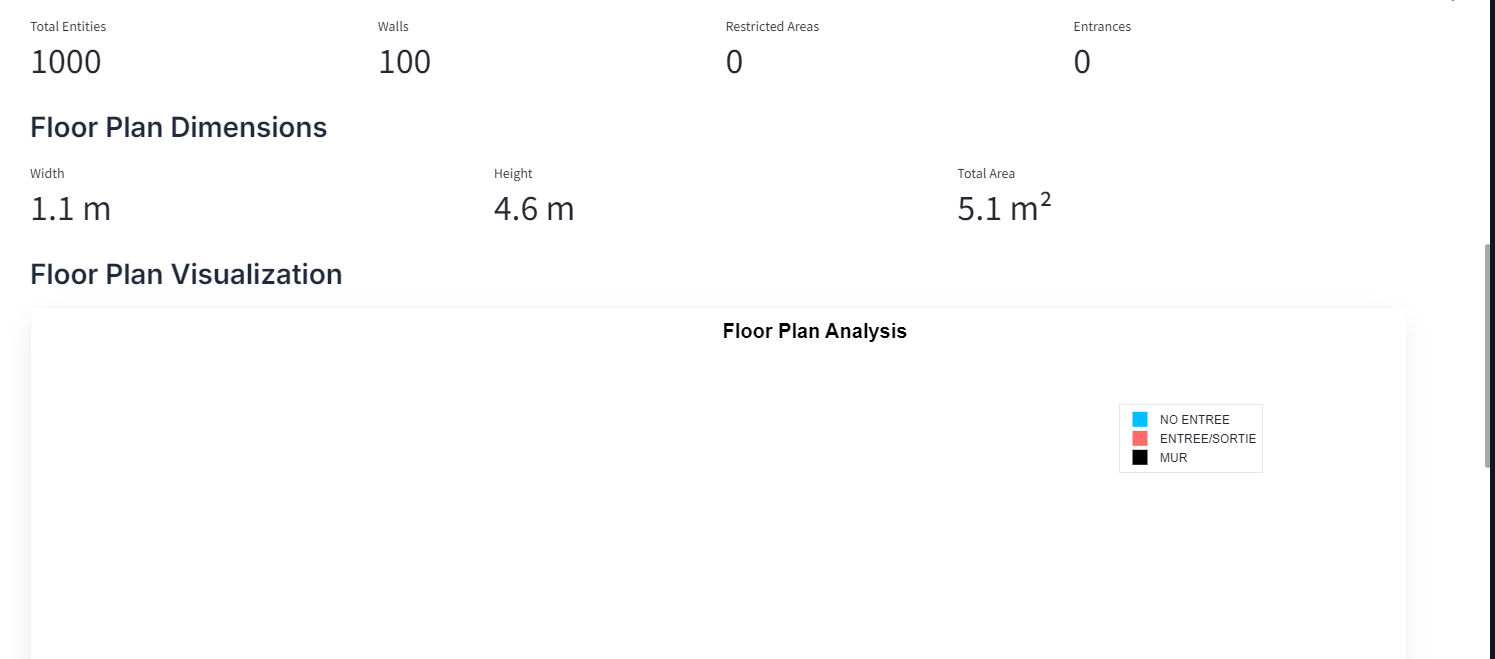 Total Entities Walls Restricted Areas Entrances
1000 100 0 0
Floor Plan Dimensions
Width Height Total Area
1.1 m 4.6 m 5.1 m²
Floor Plan Visualization
Floor Plan Analysis
NO ENTREE
ENTREE/SORTIE
MUR